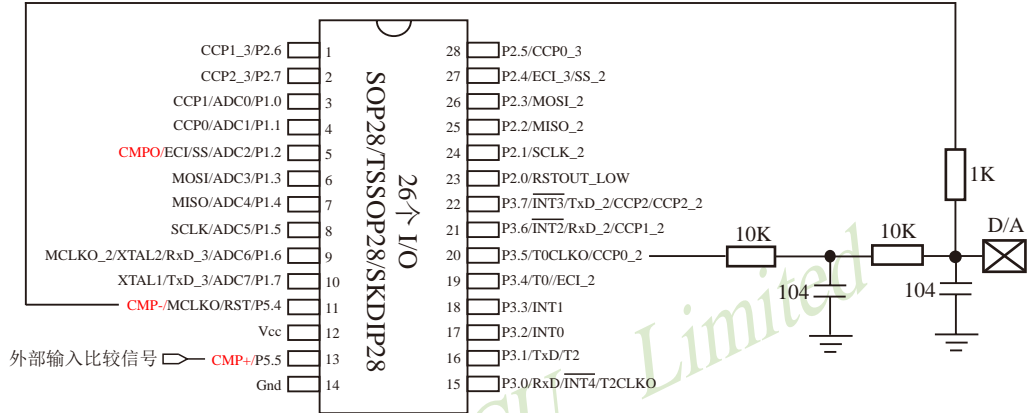 CCP1_3/P2.6
1
CCP2_3/P2.7
2
CCP1/ADC0/P1.0
3
CCP0/ADC1/P1.1
4
CMPO/ECI/SS/ADC2/P1.2
5
MOSI/ADC3/P1.3
6
MISO/ADC4/P1.4
7
SCLK/ADC5/P1.5
8
MCLKO_2/XTAL2/RxD_3/ADC6/P1.6
9
XTAL1/TxD_3/ADC7/P1.7
10
CMP-/MCLKO/RST/P5.4
11
Vcc
12
外部输入比较信号
CMP+/P5.5
13
Gnd
14
SOP28/TSSOP28/SKDIP28
26个 I/O
28
P2.5/CCP0_3
27
P2.4/ECI_3/SS_2
26
P2.3/MOSI_2
25
P2.2/MISO_2
24
P2.1/SCLK_2
23
P2.0/RSTOUT_LOW
22
P3.7/INT3/TxD_2/CCP2/CCP2_2
21
P3.6/INT2/RxD_2/CCP1_2
20
P3.5/T0CLKO/CCP0_2
19
P3.4/T0//ECI_2
18
P3.3/INT1
17
P3.2/INT0
16
P3.1/TxD/T2
15
P3.0/RxD/INT4/T2CLKO
10K
10K
1K
D/A
104
104
Limited